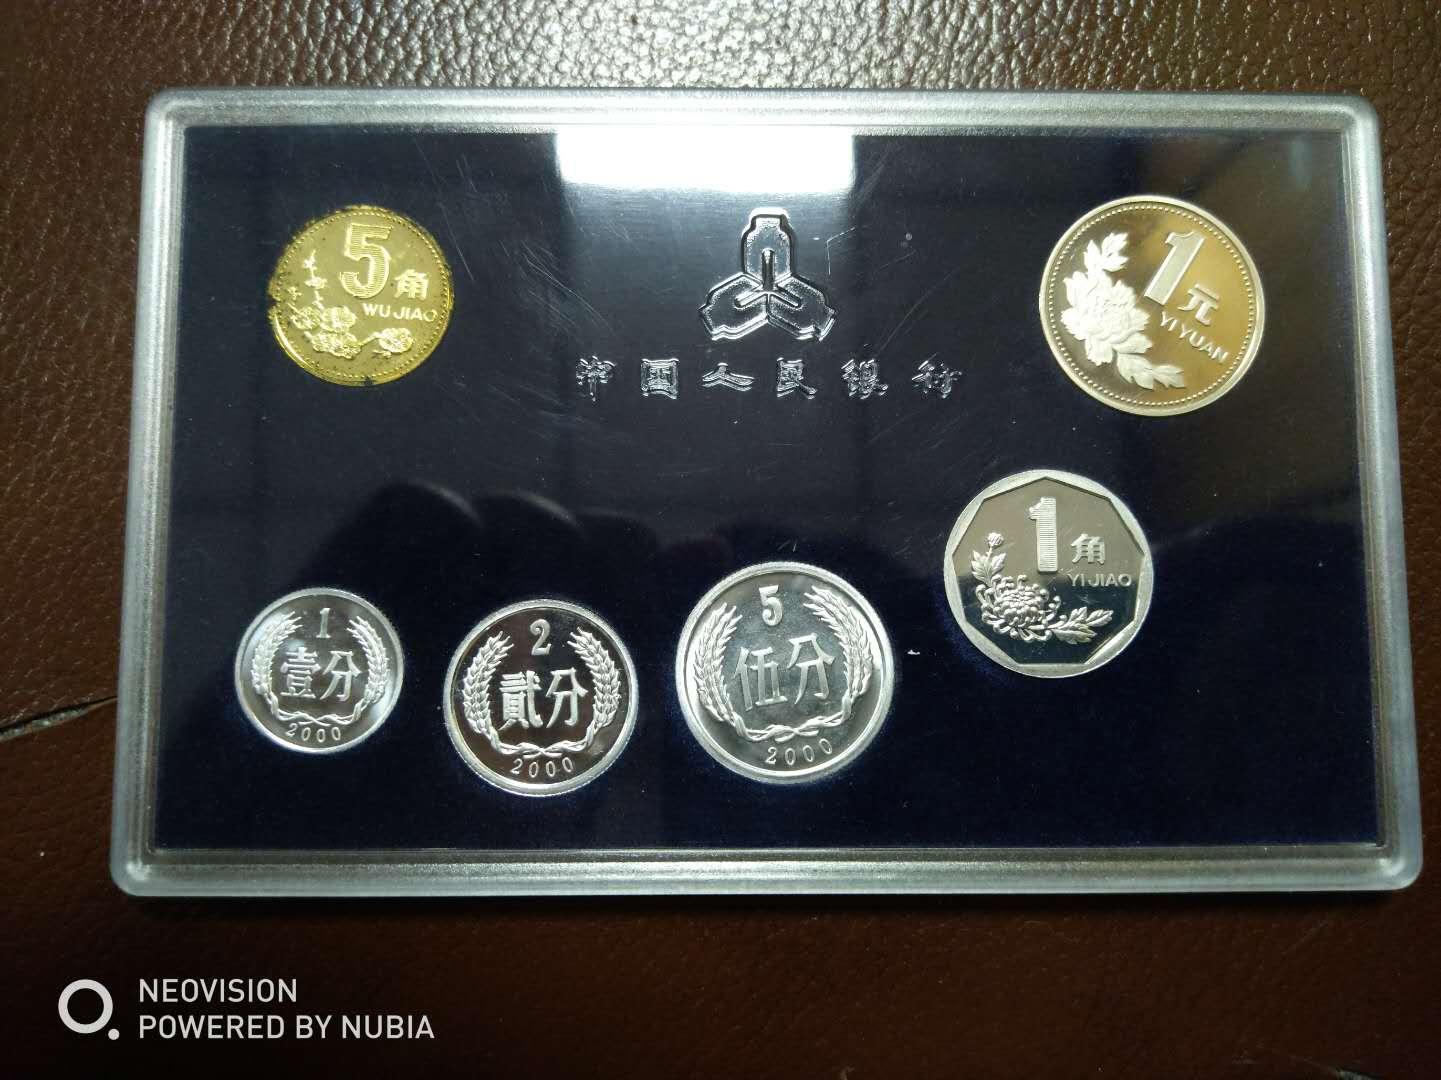 5角
WU JIAO
中国人民银行
1元
YI YUAN
1角
YI JIAO
1
壹分
2000
2
贰分
2000
5
伍分
2000
NEOVISION
POWERED BY NUBIA